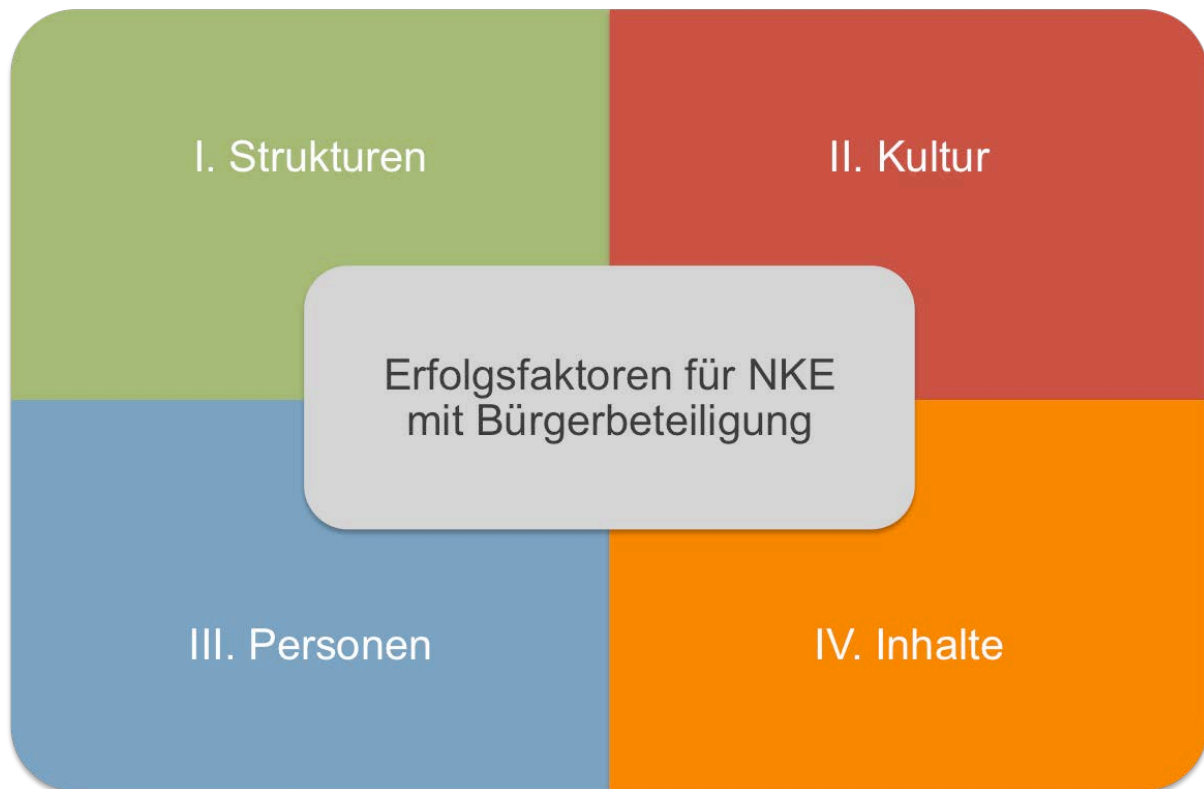 I. Strukturen
II. Kultur
Erfolgsfaktoren für NKE
mit Bürgerbeteiligung
III. Personen
IV. Inhalte